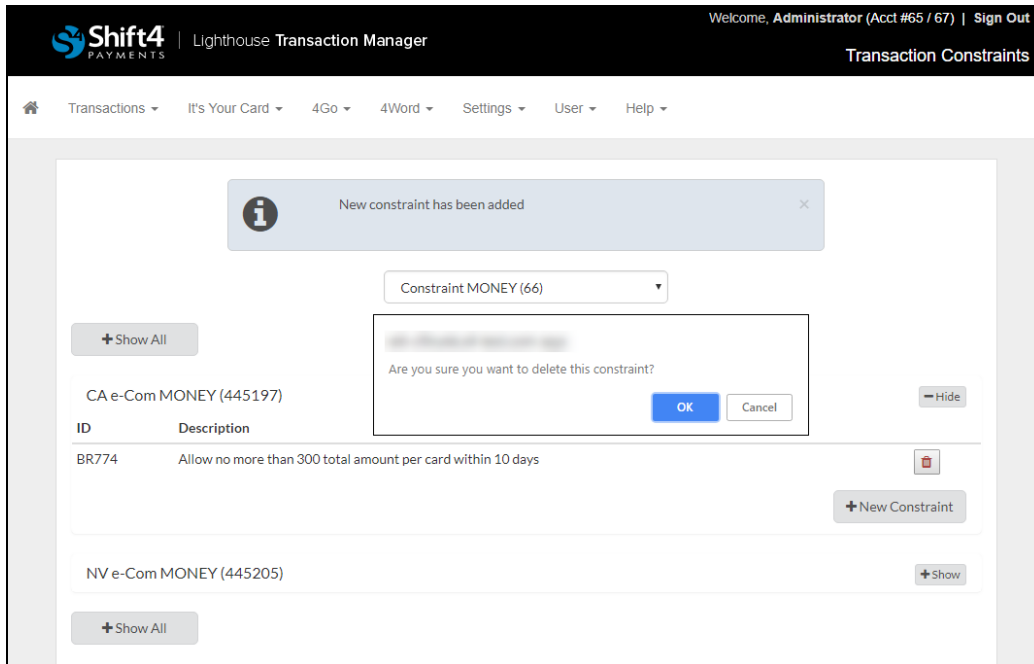 Welcome, Administrator (Acct #65 / 67) | Sign Out
Shift4 PAYMENTS | Lighthouse Transaction Manager
Transaction Constraints
Transactions It's Your Card 4Go 4Word Settings User Help
New constraint has been added ×
Constraint MONEY (66)
+ Show All
Are you sure you want to delete this constraint?
OK Cancel
CA e-Com MONEY (445197) − Hide
ID Description
BR774 Allow no more than 300 total amount per card within 10 days
+ New Constraint
NV e-Com MONEY (445205) + Show
+ Show All